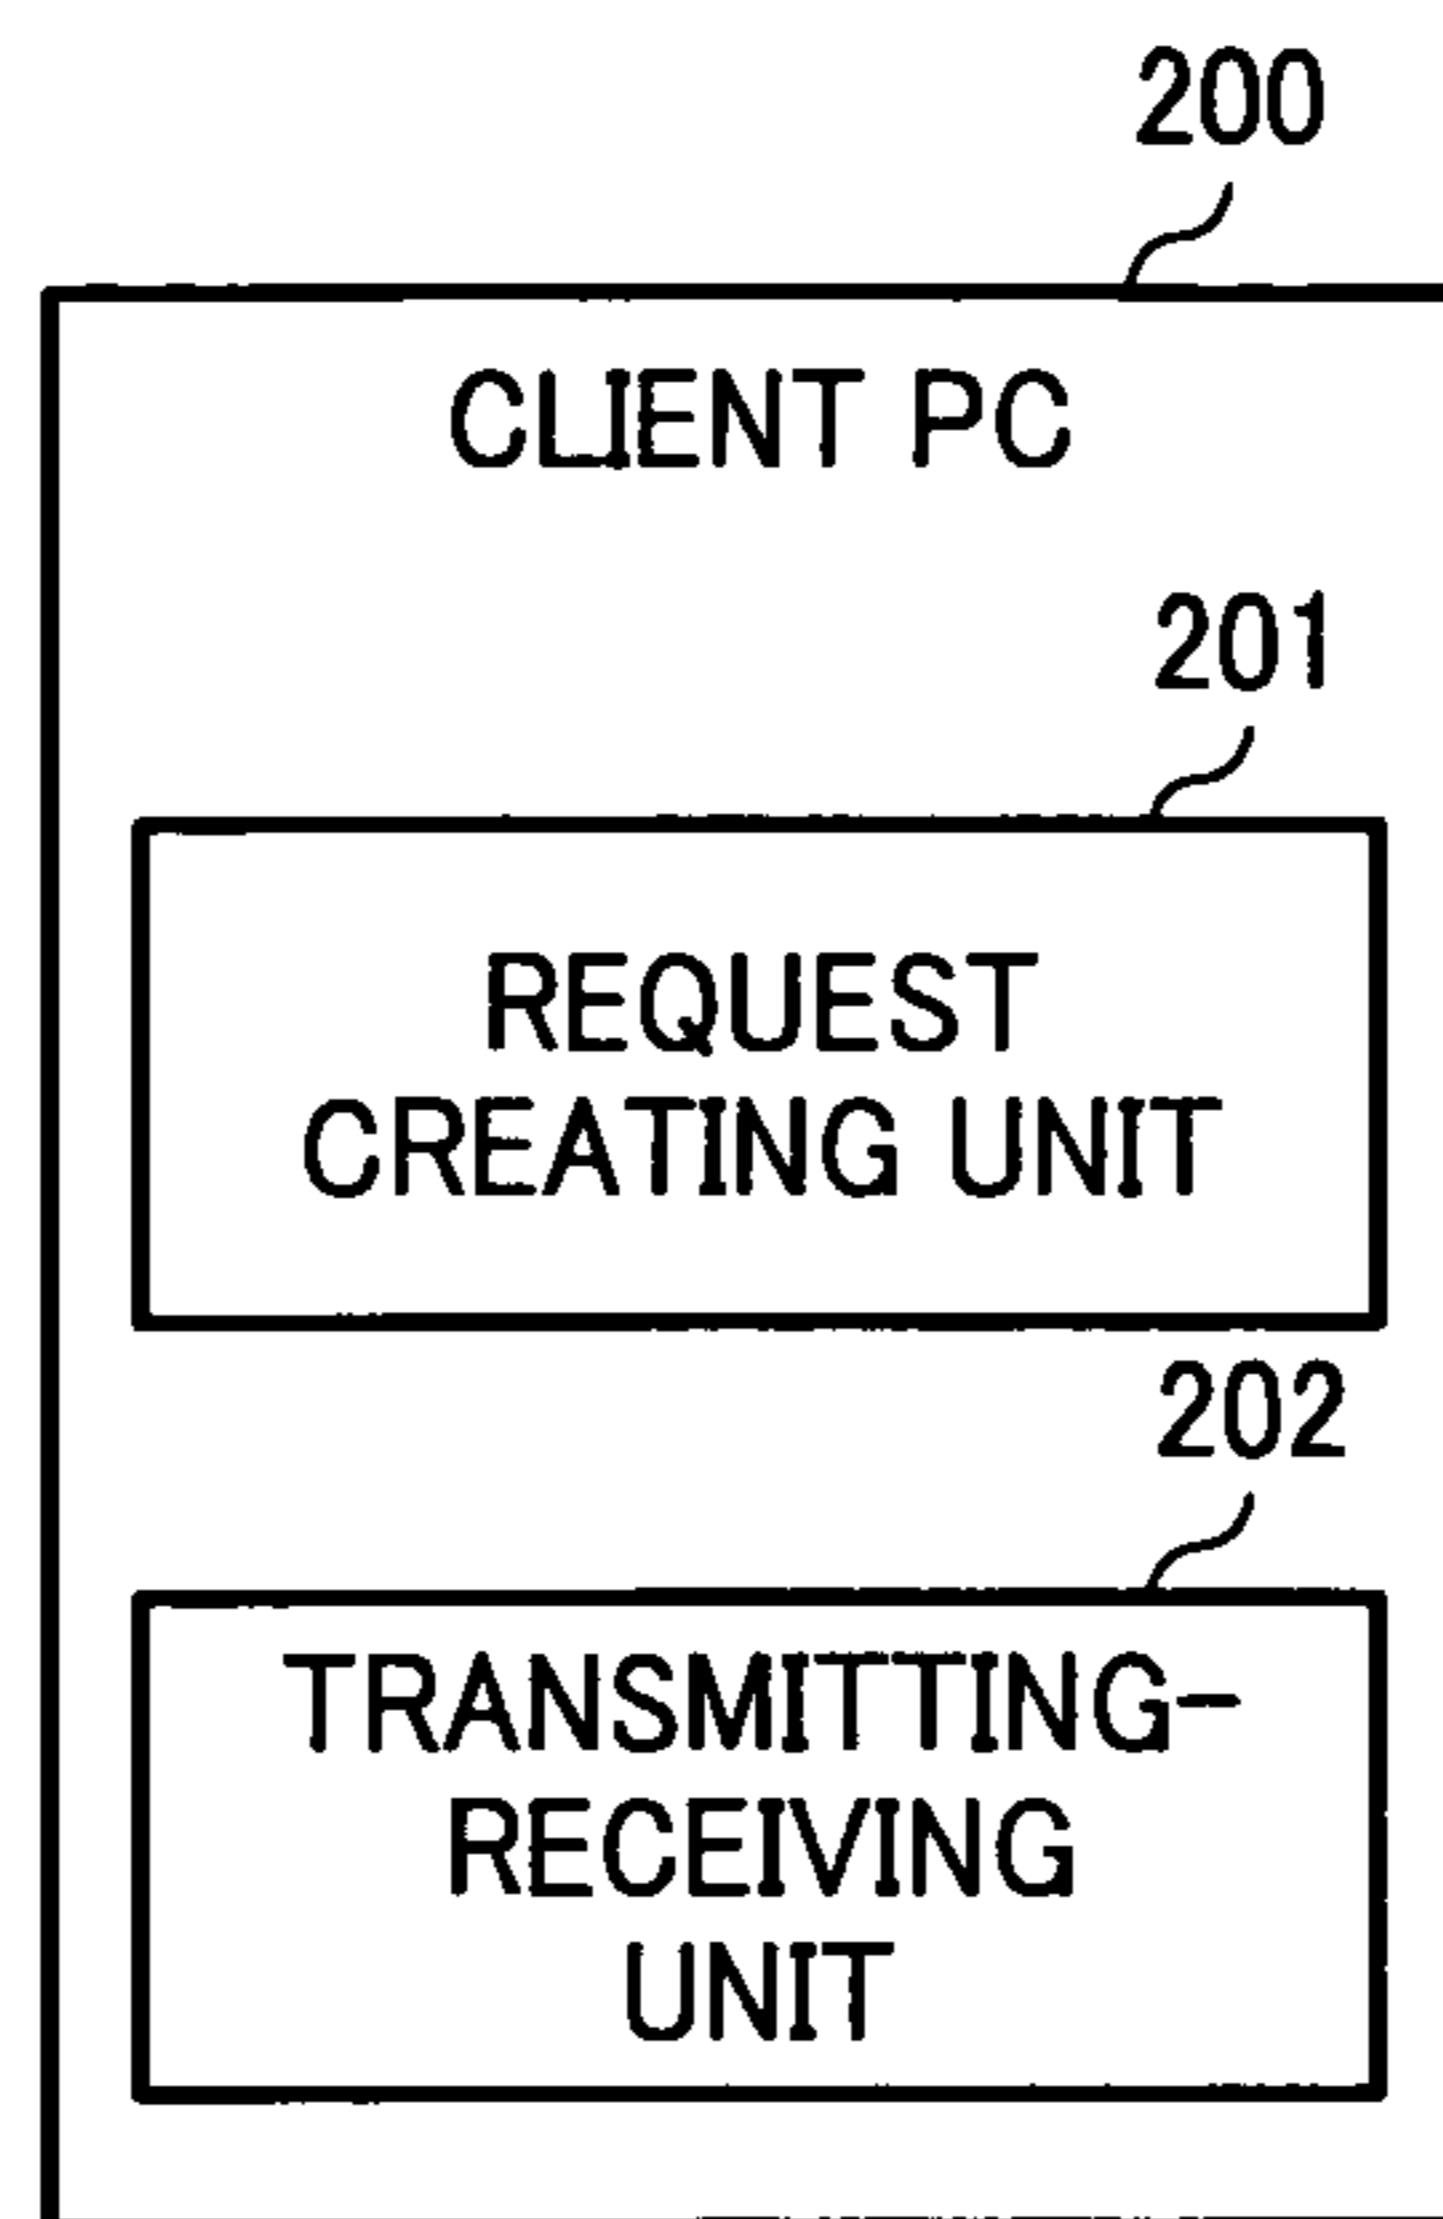 200
CLIENT PC
201
REQUEST
CREATING UNIT
202
TRANSMITTING-
RECEIVING
UNIT